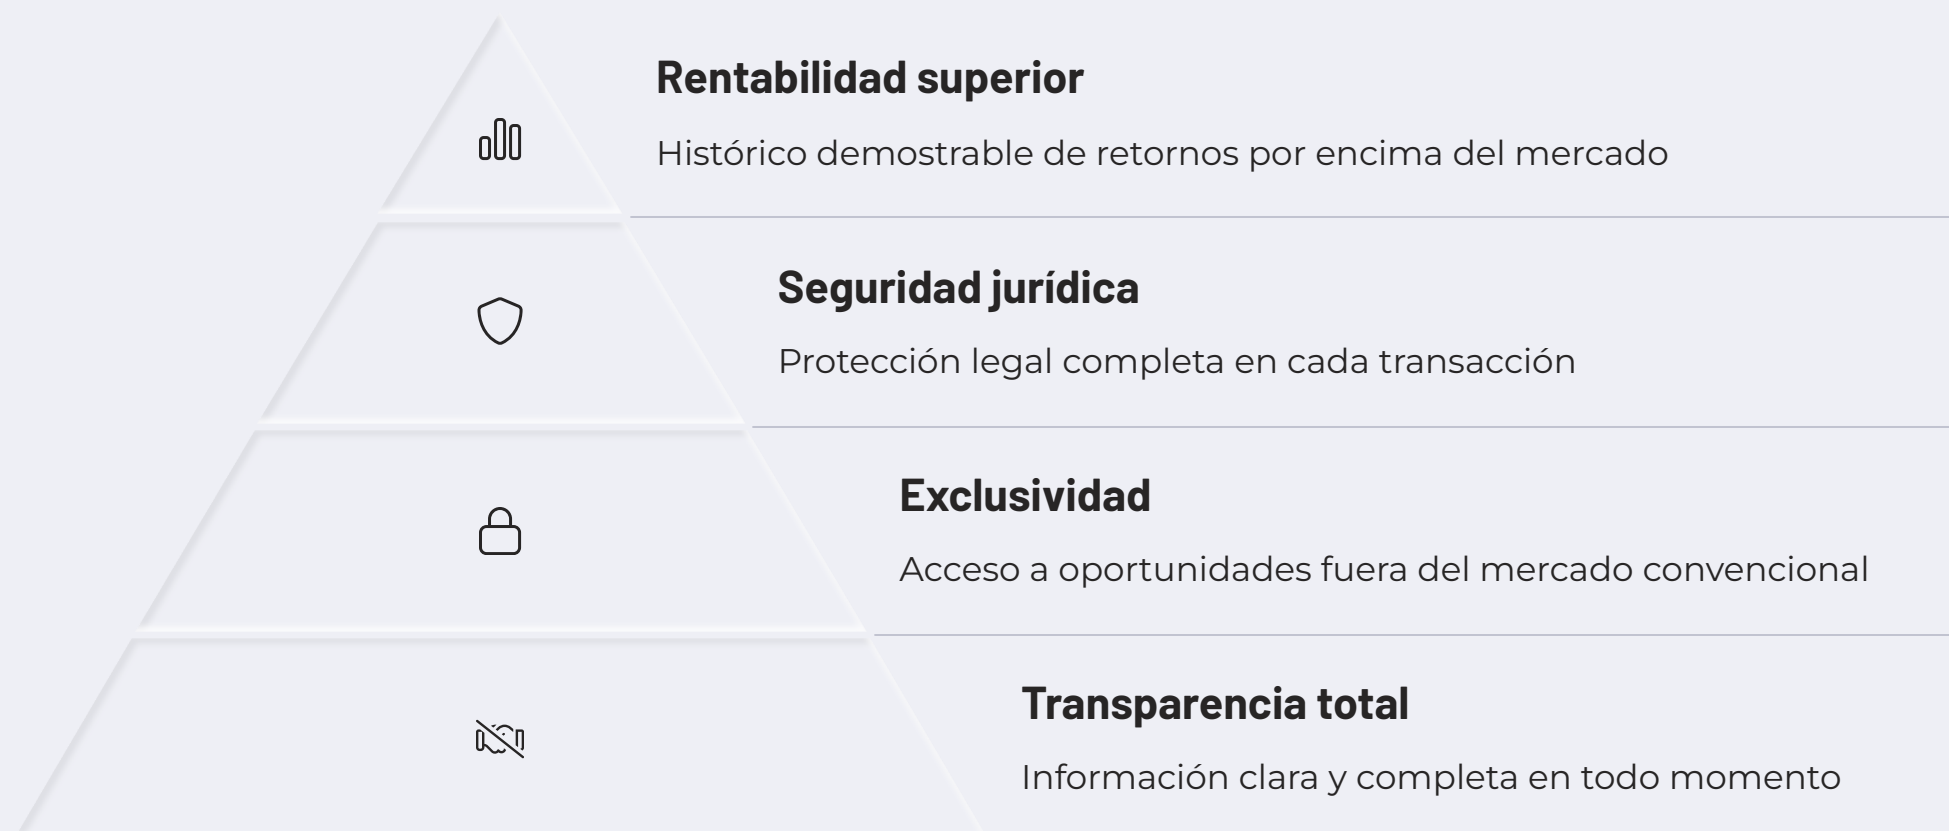 Rentabilidad superior
Histórico demostrable de retornos por encima del mercado
Seguridad jurídica
Protección legal completa en cada transacción
Exclusividad
Acceso a oportunidades fuera del mercado convencional
Transparencia total
Información clara y completa en todo momento